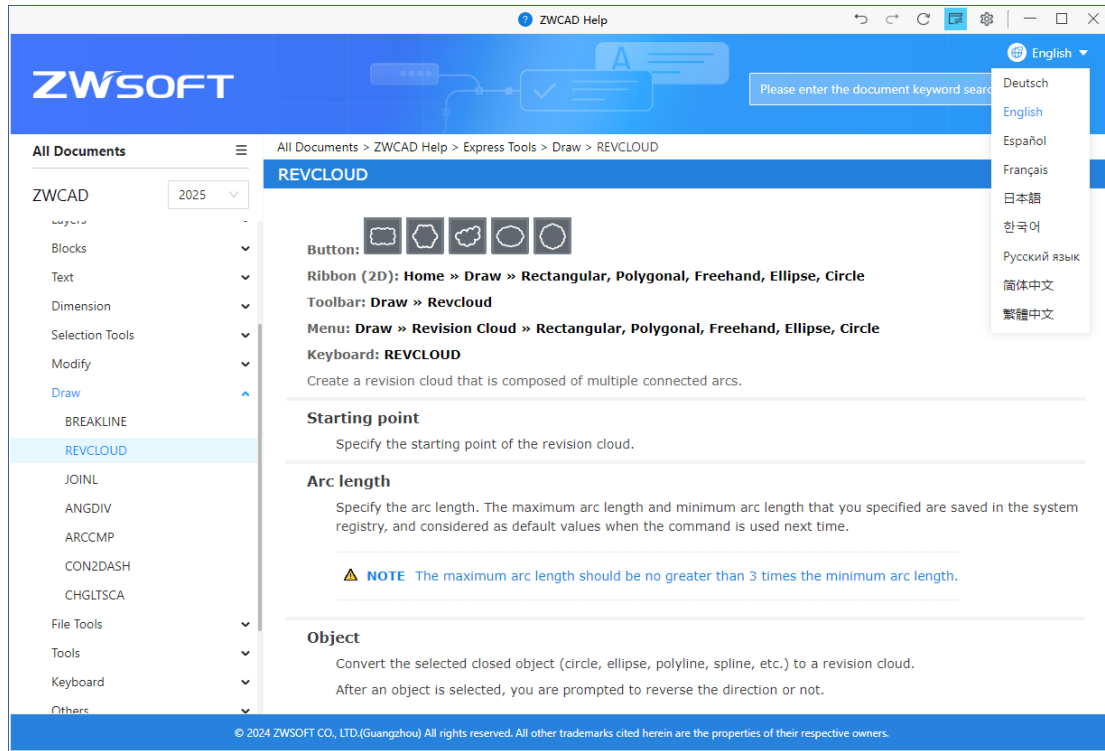 ZWCAD Help
ZWSOFT
English
Please enter the document keyword searc
Deutsch
English
Español
Français
日本語
한국어
Русский язык
简体中文
繁體中文
All Documents
ZWCAD
2025
Layers
Blocks
Text
Dimension
Selection Tools
Modify
Draw
BREAKLINE
REVCLOUD
JOINL
ANGDIV
ARCCMP
CON2DASH
CHGLTSCA
File Tools
Tools
Keyboard
Others
All Documents > ZWCAD Help > Express Tools > Draw > REVCLOUD
REVCLOUD
Button:
Ribbon (2D): Home » Draw » Rectangular, Polygonal, Freehand, Ellipse, Circle
Toolbar: Draw » Revcloud
Menu: Draw » Revision Cloud » Rectangular, Polygonal, Freehand, Ellipse, Circle
Keyboard: REVCLOUD
Create a revision cloud that is composed of multiple connected arcs.
Starting point
Specify the starting point of the revision cloud.
Arc length
Specify the arc length. The maximum arc length and minimum arc length that you specified are saved in the system
registry, and considered as default values when the command is used next time.
NOTE The maximum arc length should be no greater than 3 times the minimum arc length.
Object
Convert the selected closed object (circle, ellipse, polyline, spline, etc.) to a revision cloud.
After an object is selected, you are prompted to reverse the direction or not.
© 2024 ZWSOFT CO., LTD.(Guangzhou) All rights reserved. All other trademarks cited herein are the properties of their respective owners.